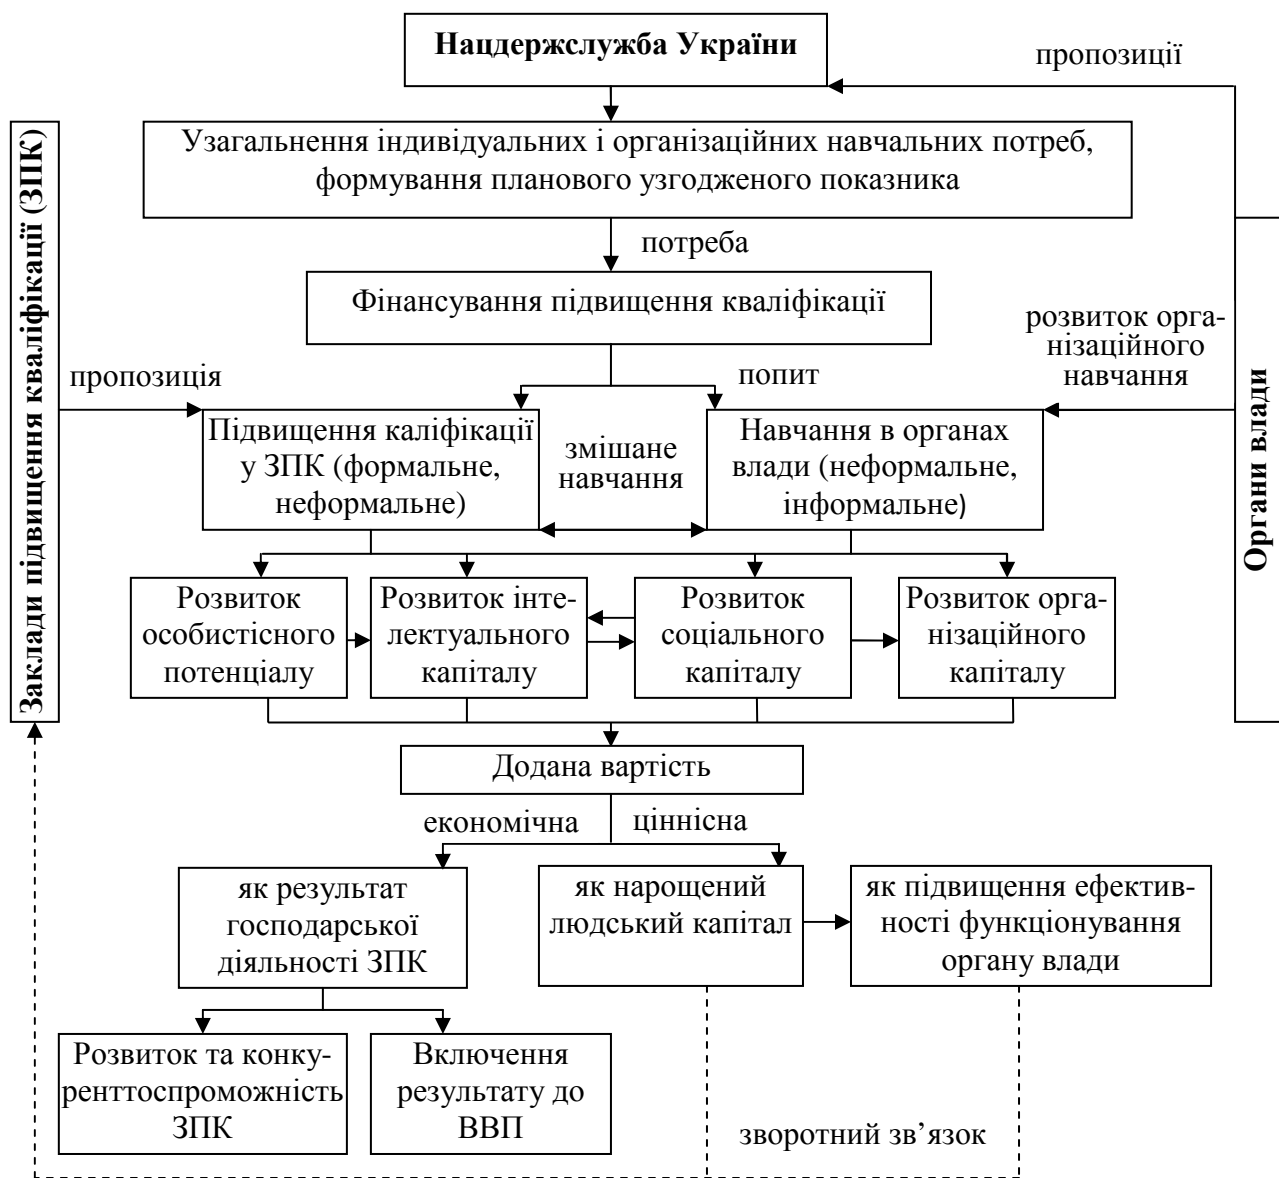 Нацдержслужба України
пропозиції
Узагальнення індивідуальних і організаційних навчальних потреб,
формування планового узгодженого показника
потреба
Фінансування підвищення кваліфікації
Заклади підвищення кваліфікації (ЗПК)
Органи влади
пропозиція
попит
розвиток орга-
нізаційного
навчання
Підвищення каліфікації
у ЗПК (формальне,
неформальне)
змішане
навчання
Навчання в органах
влади (неформальне,
інформальне)
Розвиток
особистісного
потенціалу
Розвиток інте-
лектуального
капіталу
Розвиток
соціального
капіталу
Розвиток орга-
нізаційного
капіталу
Додана вартість
економічна
ціннісна
як результат
господарської
діяльності ЗПК
як нарощений
людський капітал
як підвищення ефектив-
ності функціонування
органу влади
Розвиток та конку-
ренттоспроможність
ЗПК
Включення
результату до
ВВП
зворотний зв’язок